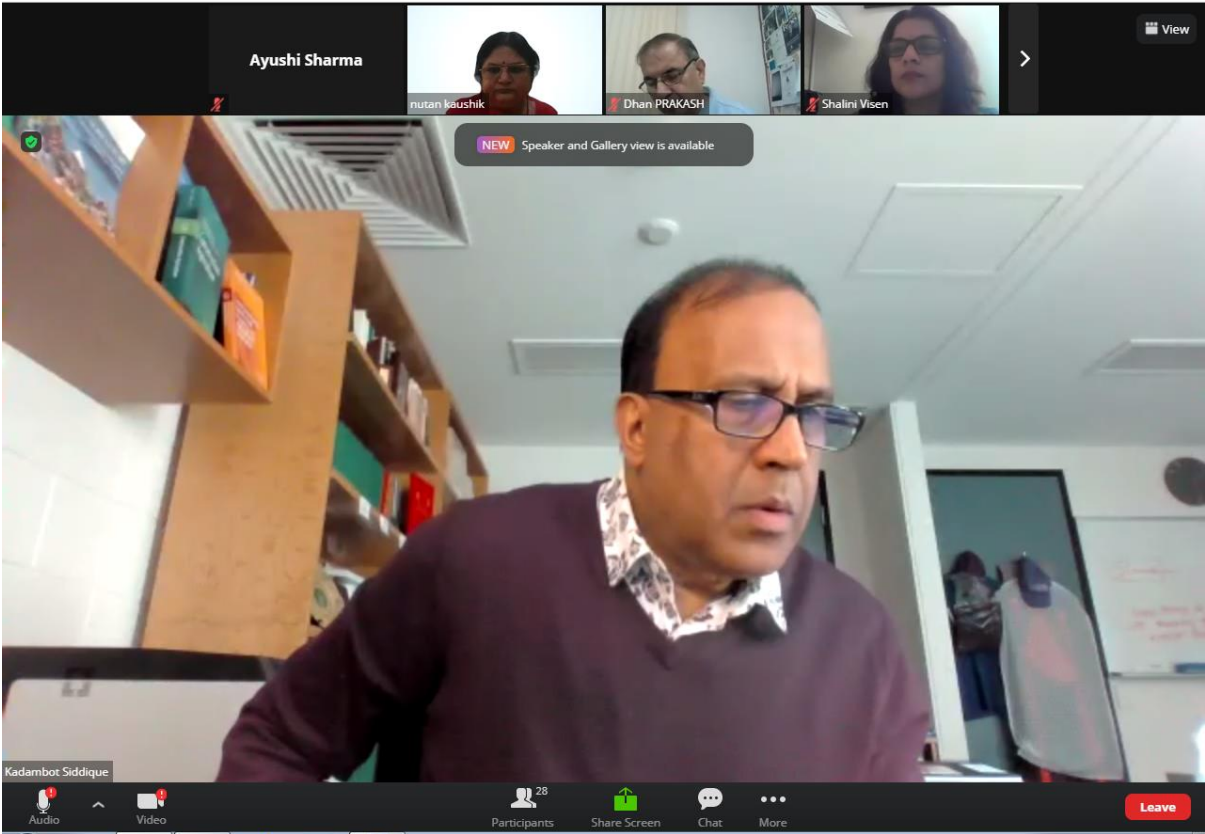 Ayushi Sharma
nutan kaushik
Dhan PRAKASH
Shalini Visen
View
NEW Speaker and Gallery view is available
Kadambot Siddique
Audio
Video
28
Participants
Share Screen
Chat
More
Leave